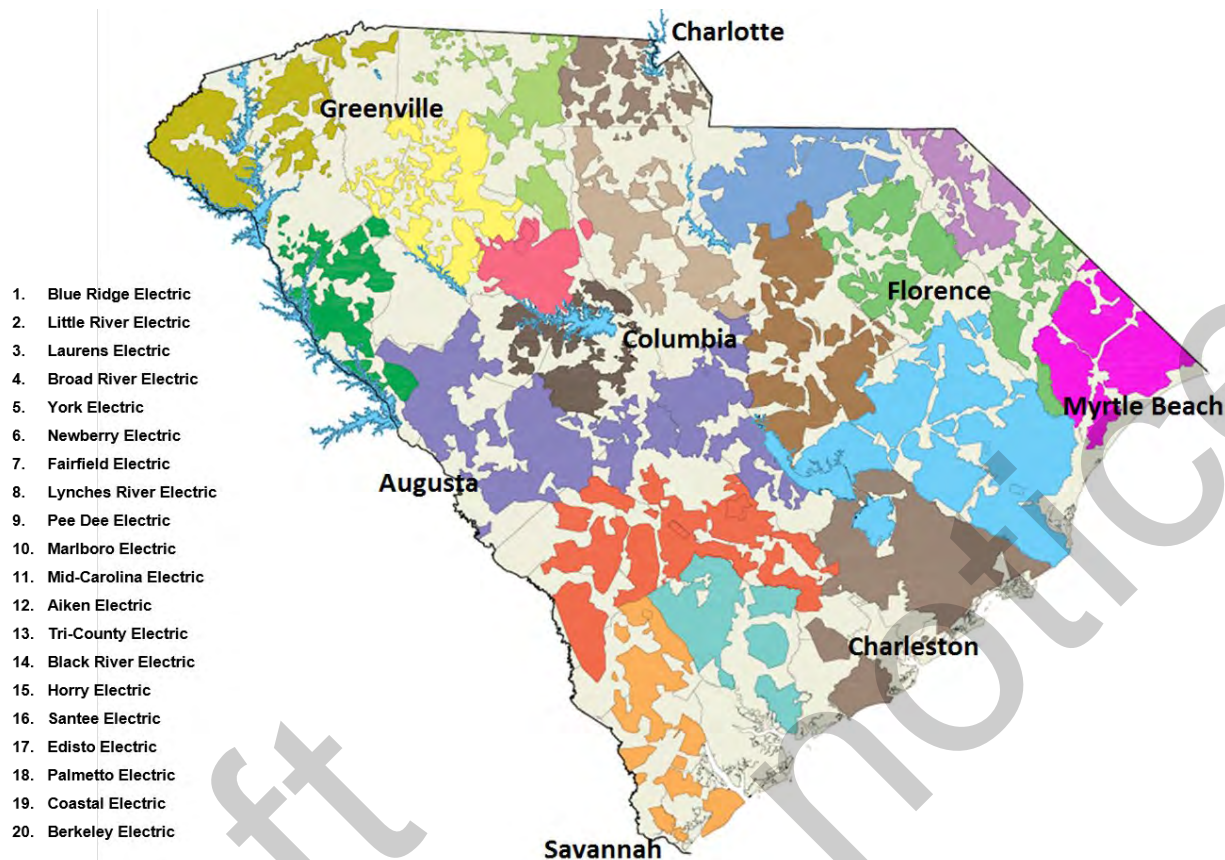 Charlotte
Greenville
Florence
Columbia
Myrtle Beach
Augusta
Charleston
Savannah
1. Blue Ridge Electric
2. Little River Electric
3. Laurens Electric
4. Broad River Electric
5. York Electric
6. Newberry Electric
7. Fairfield Electric
8. Lynches River Electric
9. Pee Dee Electric
10. Marlboro Electric
11. Mid-Carolina Electric
12. Aiken Electric
13. Tri-County Electric
14. Black River Electric
15. Horry Electric
16. Santee Electric
17. Edisto Electric
18. Palmetto Electric
19. Coastal Electric
20. Berkeley Electric
ft
notice